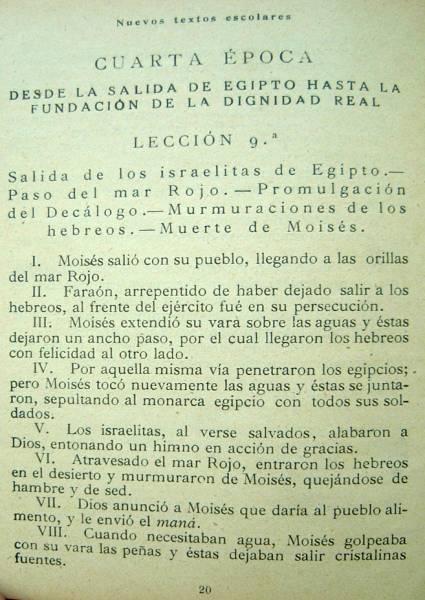 Nuevos textos escolares
CUARTA ÉPOCA
DESDE LA SALIDA DE EGIPTO HASTA LA
FUNDACIÓN DE LA DIGNIDAD REAL
LECCIÓN 9.ª
Salida de los israelitas de Egipto.—
Paso del mar Rojo.—Promulgación
del Decálogo.—Murmuraciones de los
hebreos.—Muerte de Moisés.
I. Moisés salió con su pueblo, llegando a las orillas
del mar Rojo.
II. Faraón, arrepentido de haber dejado salir a los
hebreos, al frente del ejército fué en su persecución.
III. Moisés extendió su vara sobre las aguas y éstas
dejaron un ancho paso, por el cual llegaron los hebreos
con felicidad al otro lado.
IV. Por aquella misma vía penetraron los egipcios;
pero Moisés tocó nuevamente las aguas y éstas se junta-
ron, sepultando al monarca egipcio con todos sus sol-
dados.
V. Los israelitas, al verse salvados, alabaron a
Dios, entonando un himno en acción de gracias.
VI. Atravesado el mar Rojo, entraron los hebreos
en el desierto y murmuraron de Moisés, quejándose de
hambre y de sed.
VII. Dios anunció a Moisés que daría al pueblo ali-
mento, y le envió el maná.
VIII. Cuando necesitaban agua, Moisés golpeaba
con su vara las peñas y éstas dejaban salir cristalinas
fuentes.
20